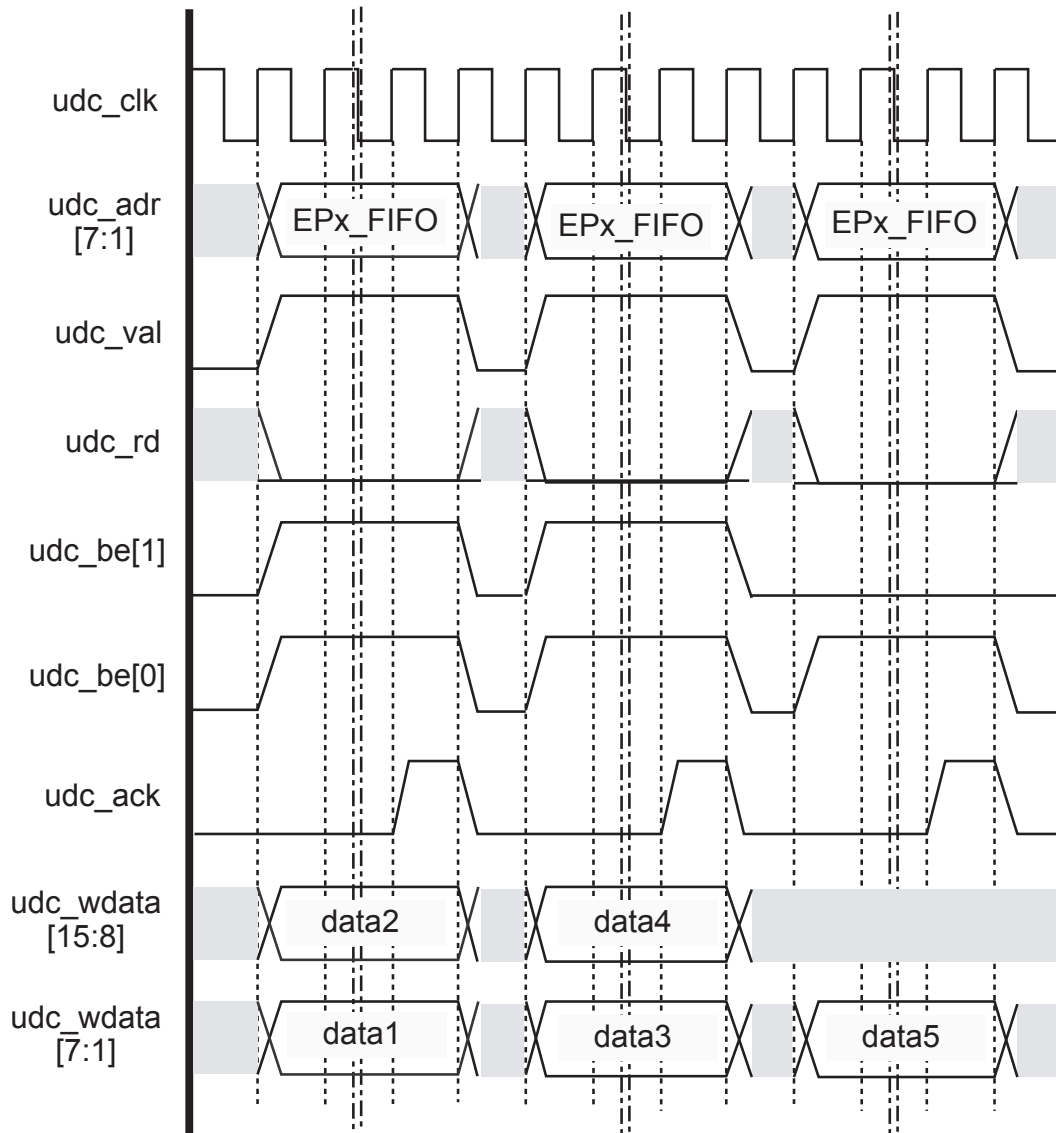 udc_clk
udc_adr
[7:1]
EPx_FIFO
EPx_FIFO
EPx_FIFO
udc_val
udc_rd
udc_be[1]
udc_be[0]
udc_ack
udc_wdata
[15:8]
data2
data4
udc_wdata
[7:1]
data1
data3
data5